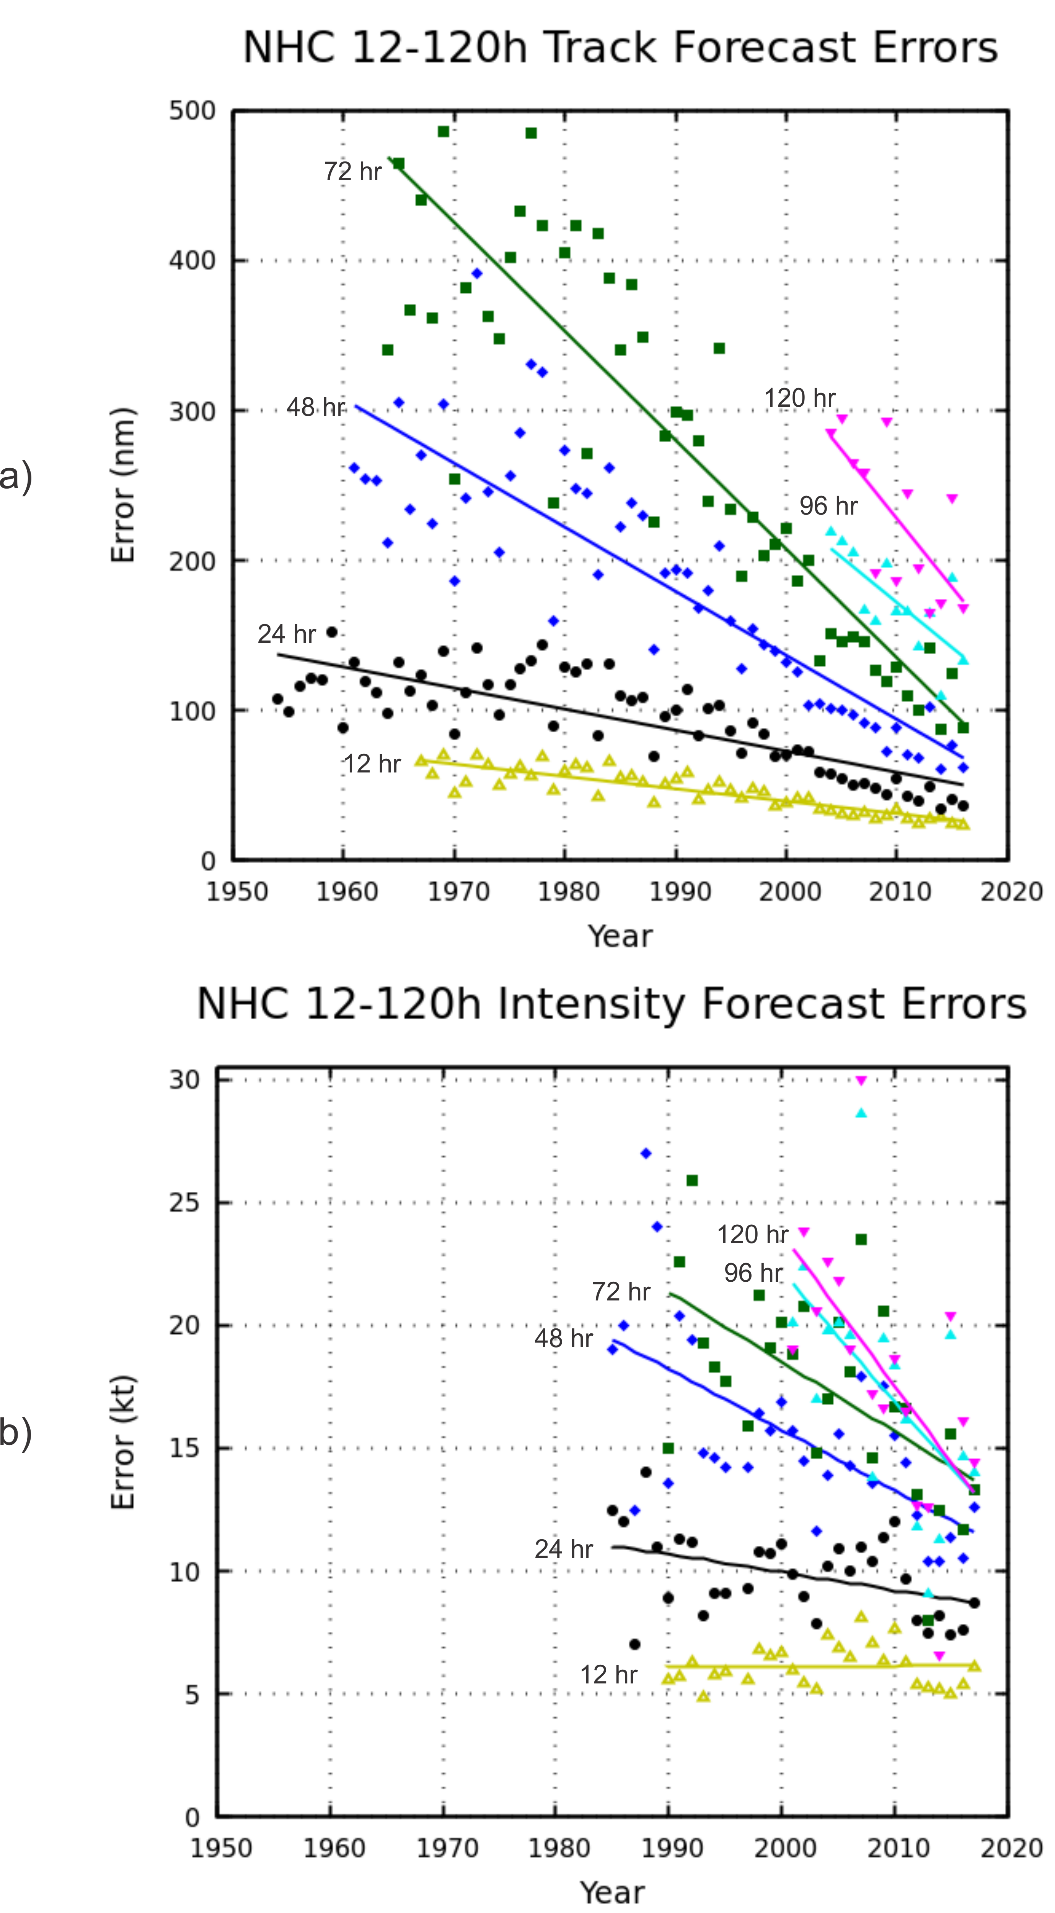 NHC 12-120h Track Forecast Errors
a)
Error (nm)
500
400
300
200
100
0
72 hr
48 hr
24 hr
12 hr
120 hr
96 hr
1950 1960 1970 1980 1990 2000 2010 2020
Year
NHC 12-120h Intensity Forecast Errors
b)
Error (kt)
30
25
20
15
10
5
0
120 hr
96 hr
72 hr
48 hr
24 hr
12 hr
1950 1960 1970 1980 1990 2000 2010 2020
Year